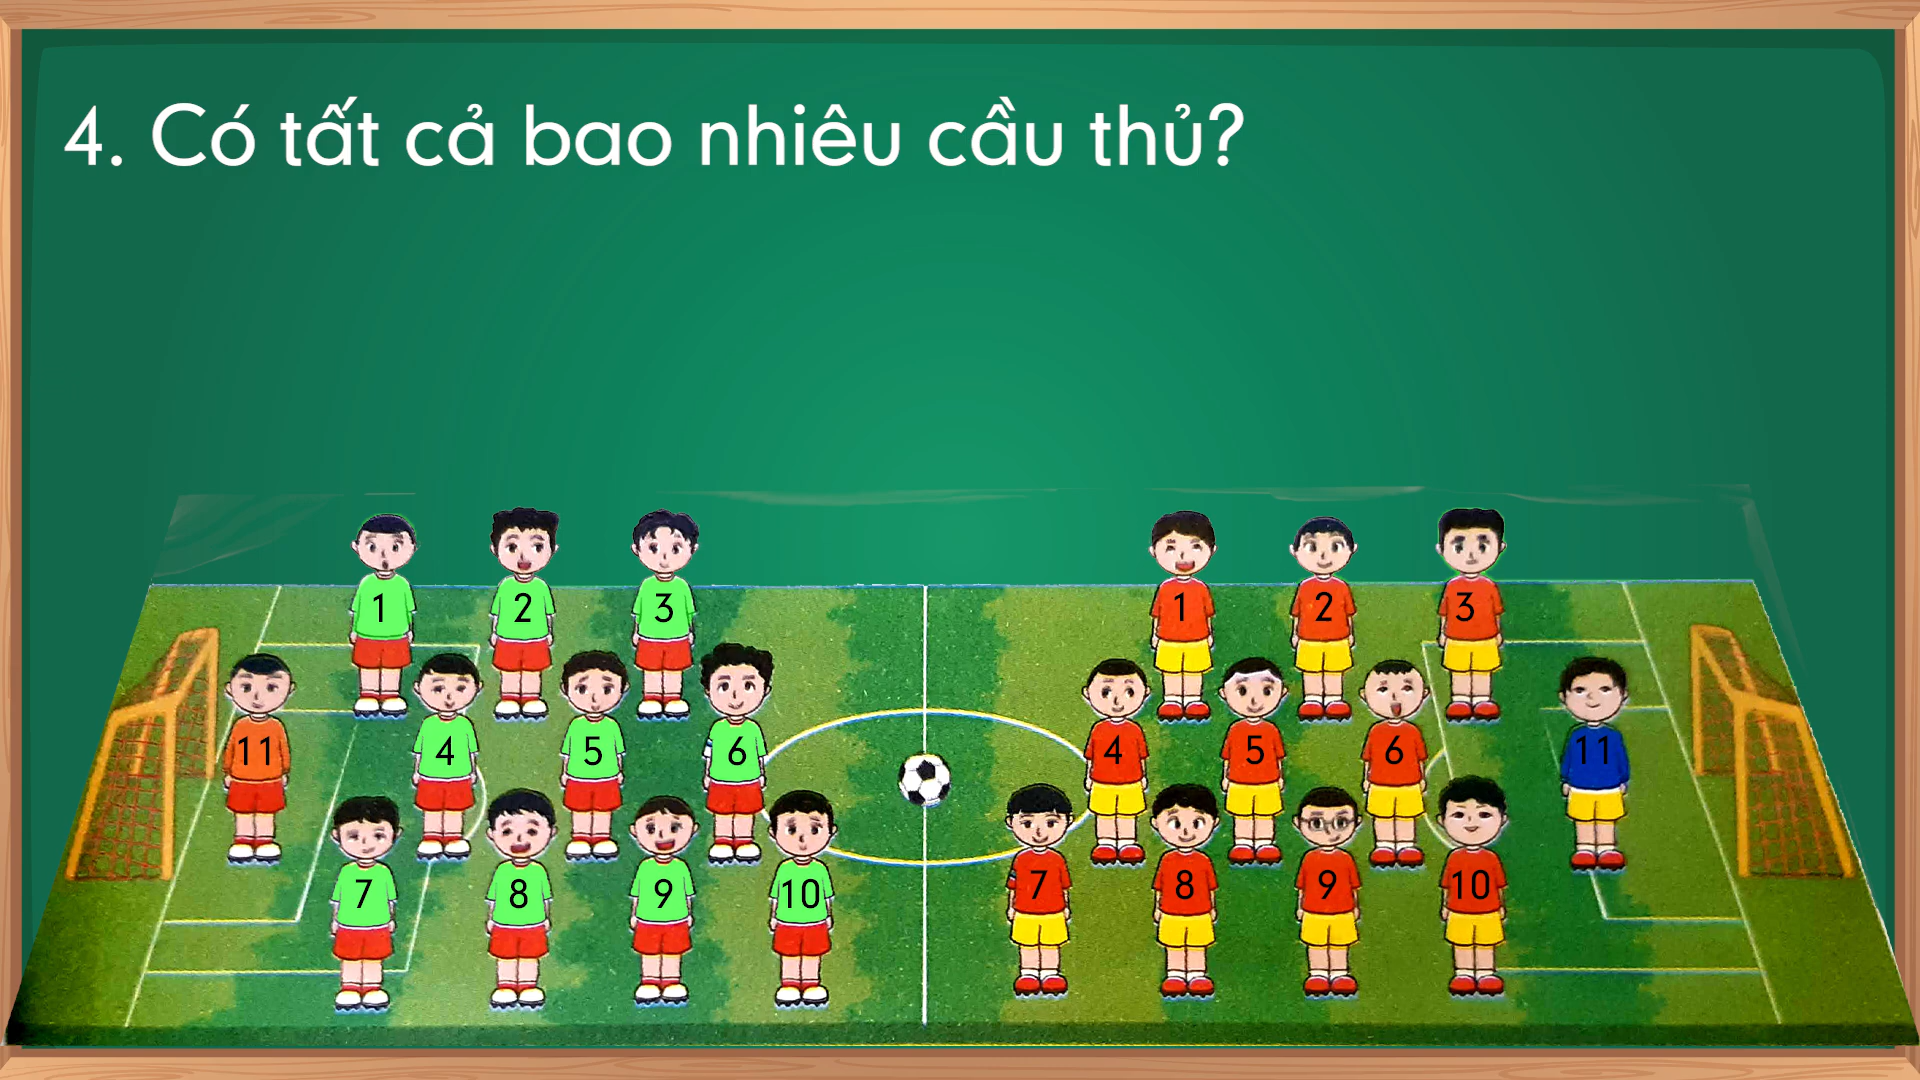 4. Có tất cả bao nhiêu cầu thủ?
1 2 3 1 2 3
11 4 5 6 4 5 6 11
7 8 9 10 7 8 9 10